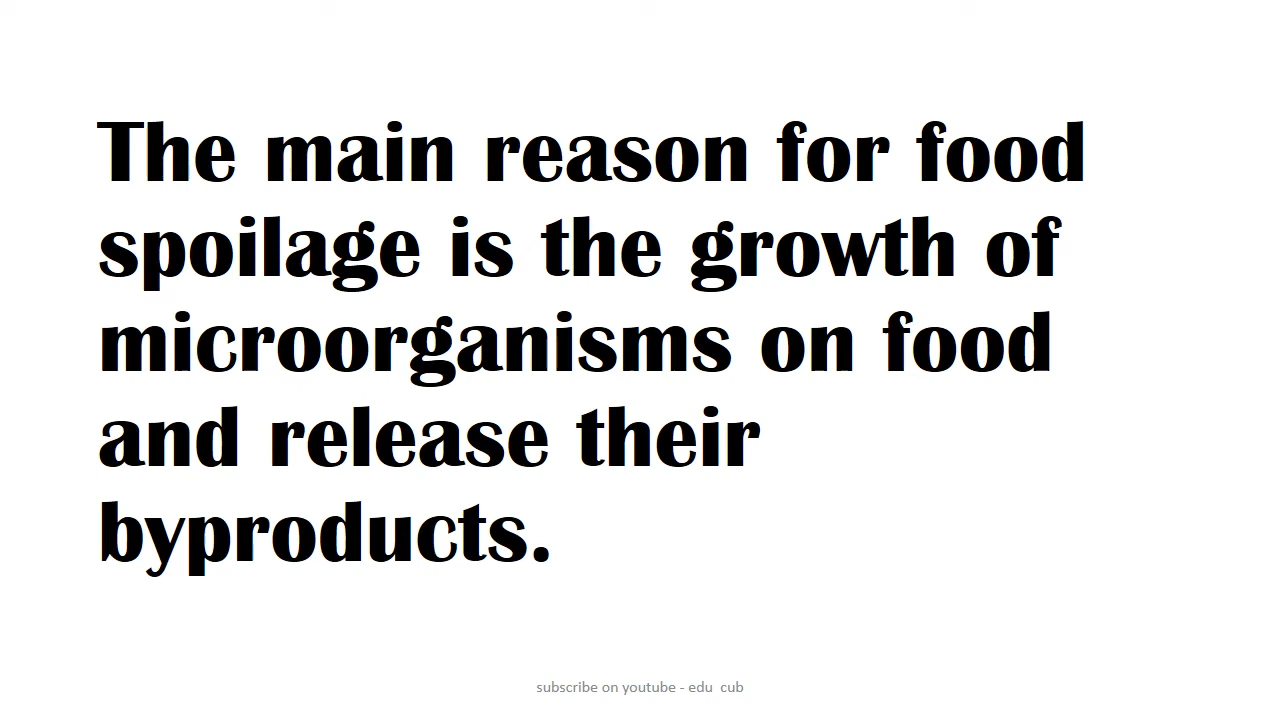 The main reason for food
spoilage is the growth of
microorganisms on food
and release their
byproducts.
subscribe on youtube - edu  cub